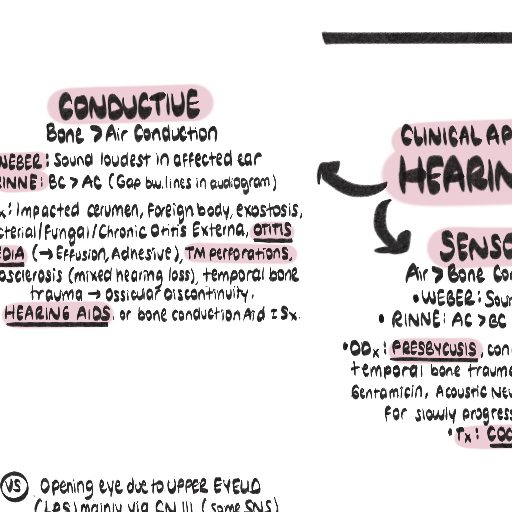 CONDUCTIVE
Bone > Air Conduction
WEBER: Sound loudest in affected ear
RINNE: BC > AC (Gap bw. lines in audiogram)
x: Impacted cerumen, Foreign body, exostosis,
cterial/Fungal/Chronic Otitis Externa, OTITIS
EDIA (→ Effusion, Adhesive), TM perforations,
osclerosis (mixed hearing loss), temporal bone
trauma → ossicular discontinuity.
HEARING AIDS or bone conduction Aid ± Sx.
VS Opening eye due to UPPER EYELID
(LPS) mainly via CN III (some SNS)
CLINICAL AP
HEARIN
SENSO
Air > Bone Con
• WEBER: Soun
• RINNE: AC > BC
• DDx: PRESBYCUSIS, con
temporal bone trauma
Gentamicin, Acoustic Neu
For slowly progress
• Tx: COC